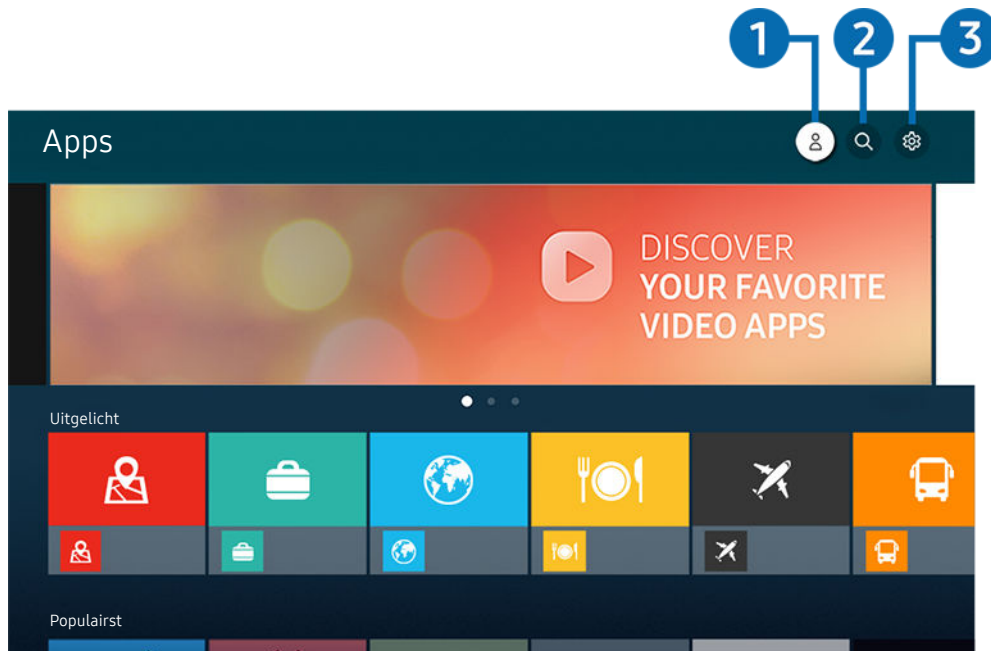 1 2 3
Apps
DISCOVER
YOUR FAVORITE
VIDEO APPS
Uitgelicht
Populairst